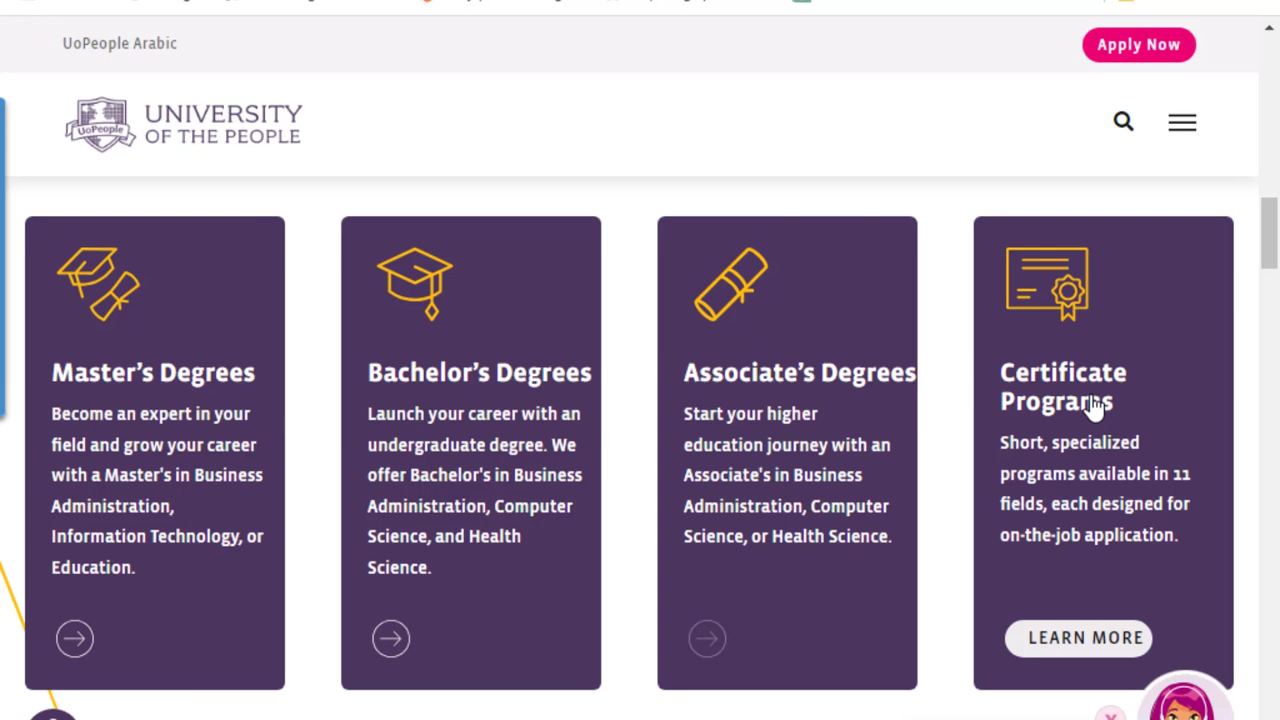 UoPeople Arabic
Apply Now
UoPeople
UNIVERSITY
OF THE PEOPLE
Master's Degrees
Become an expert in your
field and grow your career
with a Master's in Business
Administration,
Information Technology, or
Education.
Bachelor's Degrees
Launch your career with an
undergraduate degree. We
offer Bachelor's in Business
Administration, Computer
Science, and Health
Science.
Associate's Degrees
Start your higher
education journey with an
Associate's in Business
Administration, Computer
Science, or Health Science.
Certificate
Programs
Short, specialized
programs available in 11
fields, each designed for
on-the-job application.
LEARN MORE